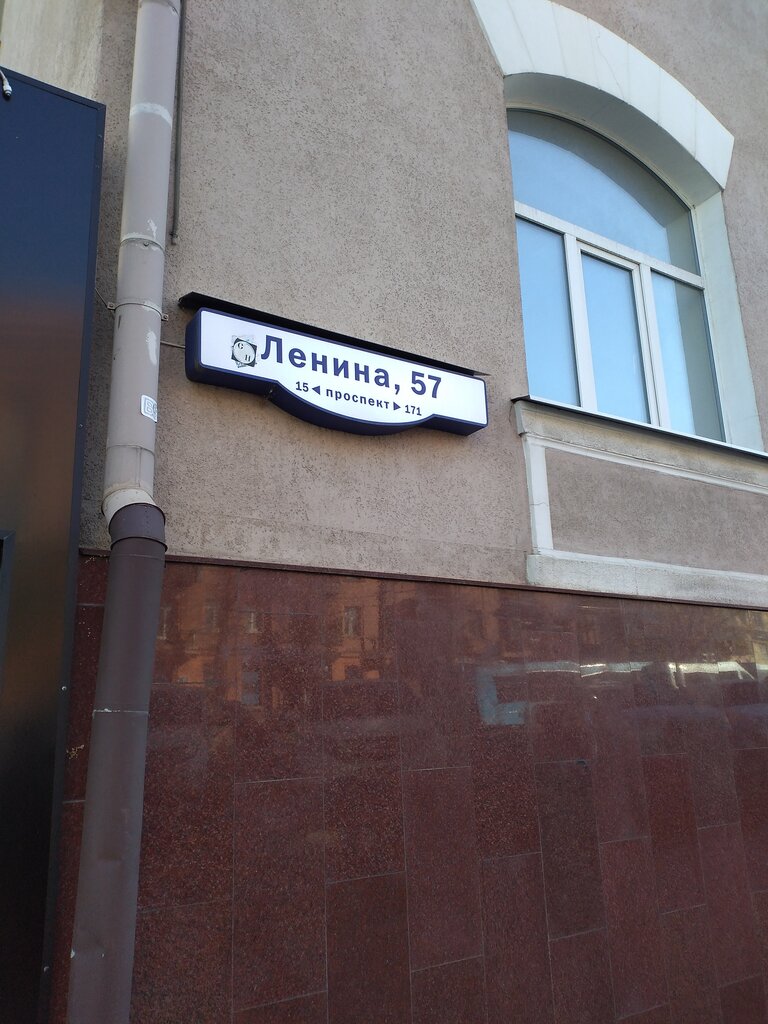 Ленина, 57
15 ◄ проспект ► 171
С
Н